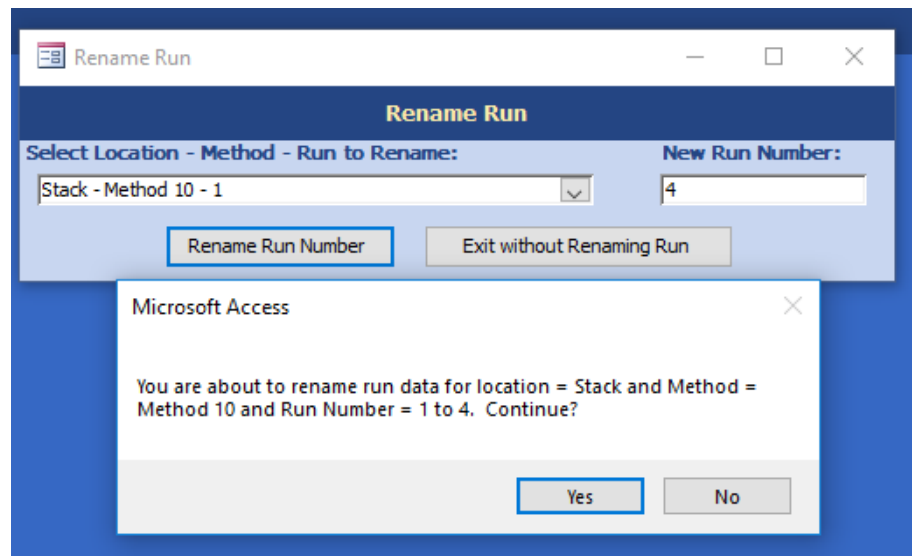 Rename Run
Rename Run
Select Location - Method - Run to Rename: New Run Number:
Stack - Method 10 - 1 4
Rename Run Number Exit without Renaming Run
Microsoft Access
You are about to rename run data for location = Stack and Method =
Method 10 and Run Number = 1 to 4.  Continue?
Yes No